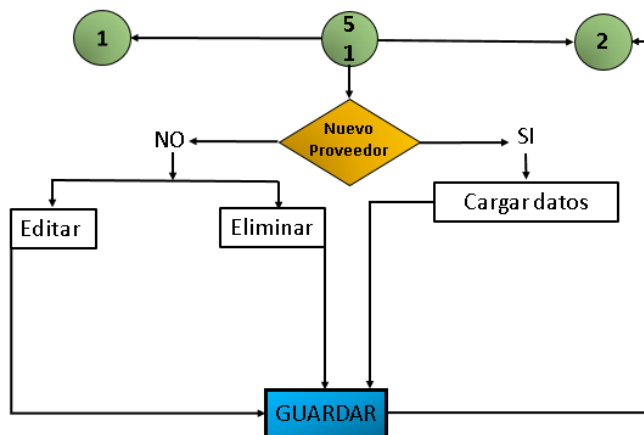 1
5
1
2
Nuevo
Proveedor
NO
SI
Cargar datos
Editar
Eliminar
GUARDAR